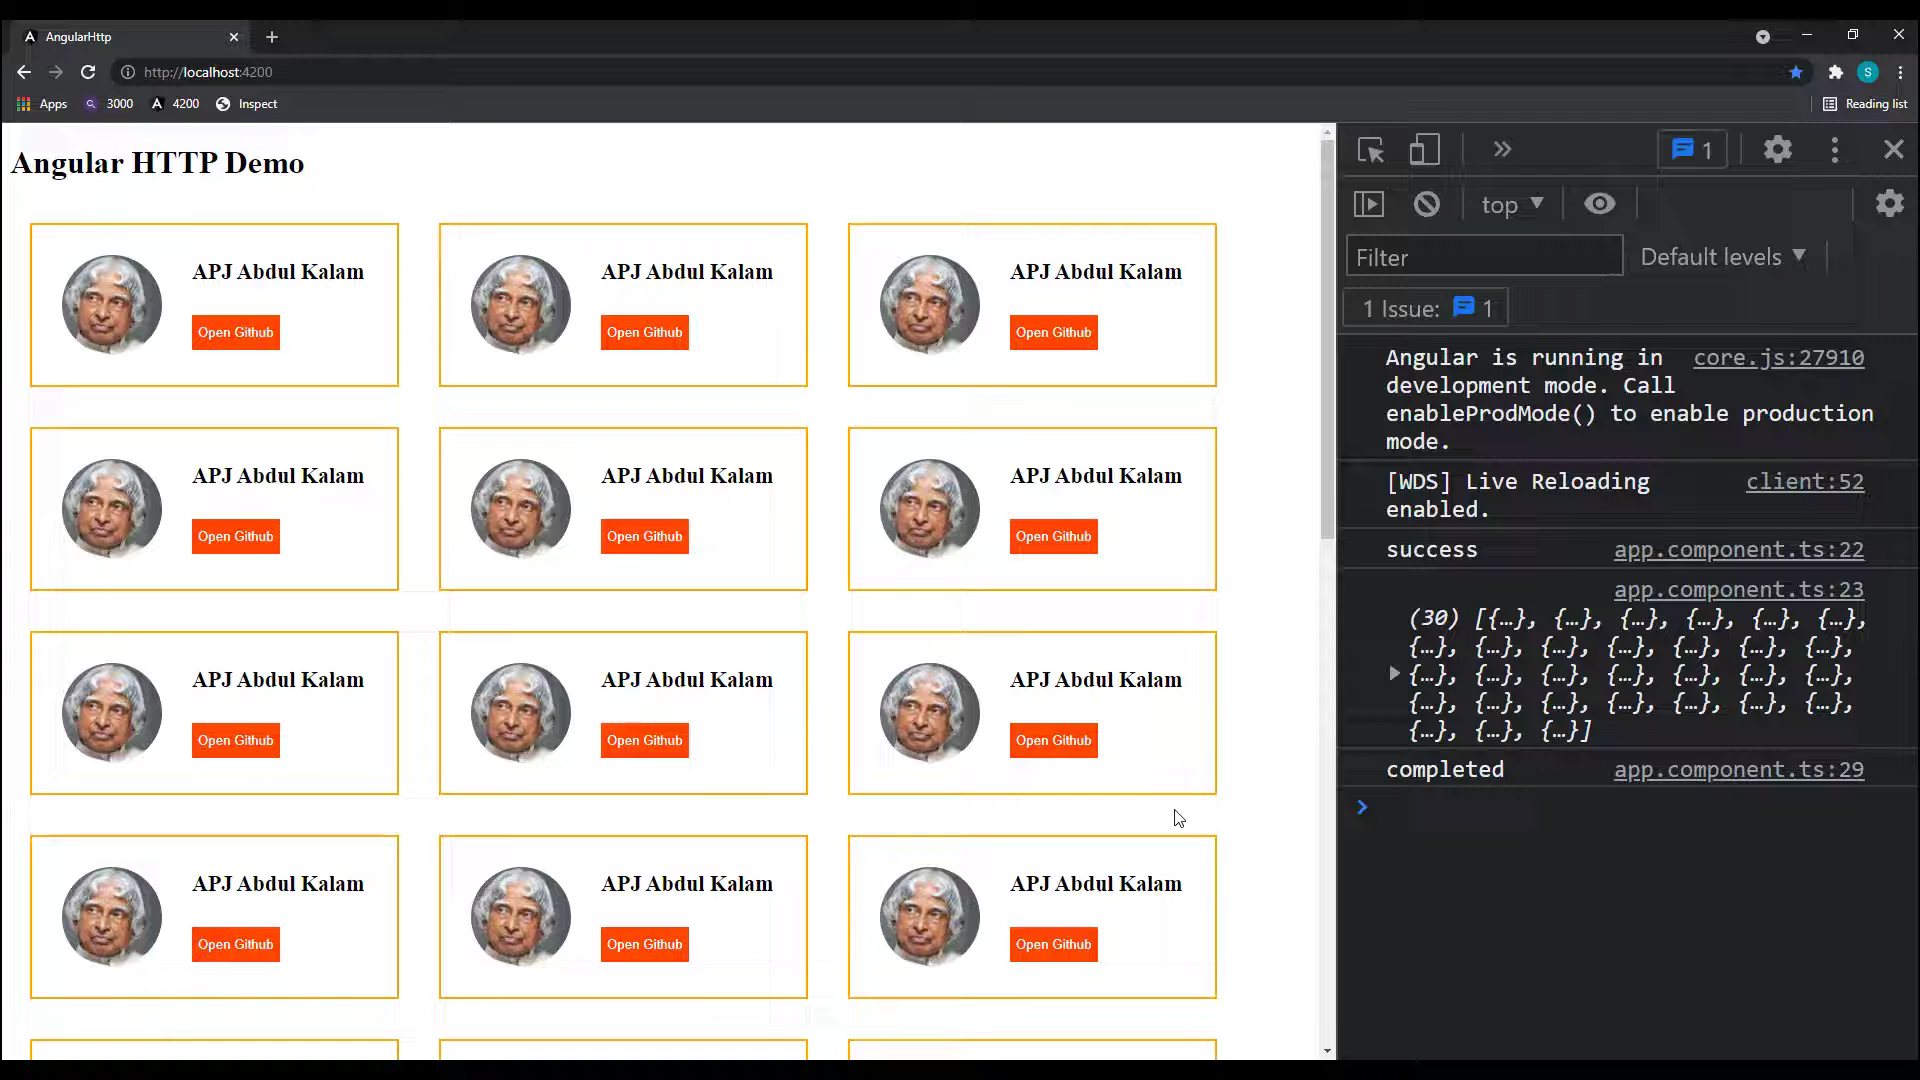 AngularHttp
http://localhost:4200
S
Apps
3000
4200
Inspect
Reading list
Angular HTTP Demo
APJ Abdul Kalam
Open Github
APJ Abdul Kalam
Open Github
APJ Abdul Kalam
Open Github
APJ Abdul Kalam
Open Github
APJ Abdul Kalam
Open Github
APJ Abdul Kalam
Open Github
APJ Abdul Kalam
Open Github
APJ Abdul Kalam
Open Github
APJ Abdul Kalam
Open Github
APJ Abdul Kalam
Open Github
APJ Abdul Kalam
Open Github
APJ Abdul Kalam
Open Github
1
top
Filter
Default levels
1 Issue: 1
Angular is running in core.js:27910
development mode. Call
enableProdMode() to enable production
mode.
[WDS] Live Reloading client:52
enabled.
success app.component.ts:22
app.component.ts:23
(30) [{…}, {…}, {…}, {…}, {…}, {…},
{…}, {…}, {…}, {…}, {…}, {…}, {…},
{…}, {…}, {…}, {…}, {…}, {…}, {…},
{…}, {…}, {…}, {…}, {…}, {…}, {…},
{…}, {…}, {…}]
completed app.component.ts:29